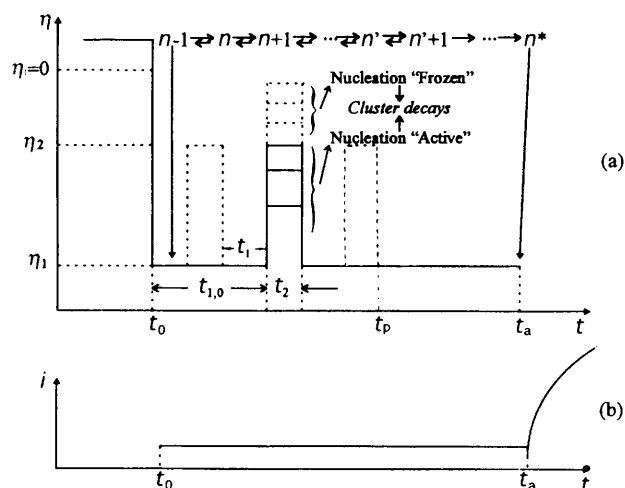 η
n-1 ⇄ n ⇄ n+1 ⇄ ··· ⇄ n' ⇄ n'+1 → ··· → n*
η=0
Nucleation “Frozen”
Cluster decays
Nucleation “Active”
η2
(a)
η1
t1
t1,0
t2
t0
tp
ta
t
i
(b)
t0
ta
t